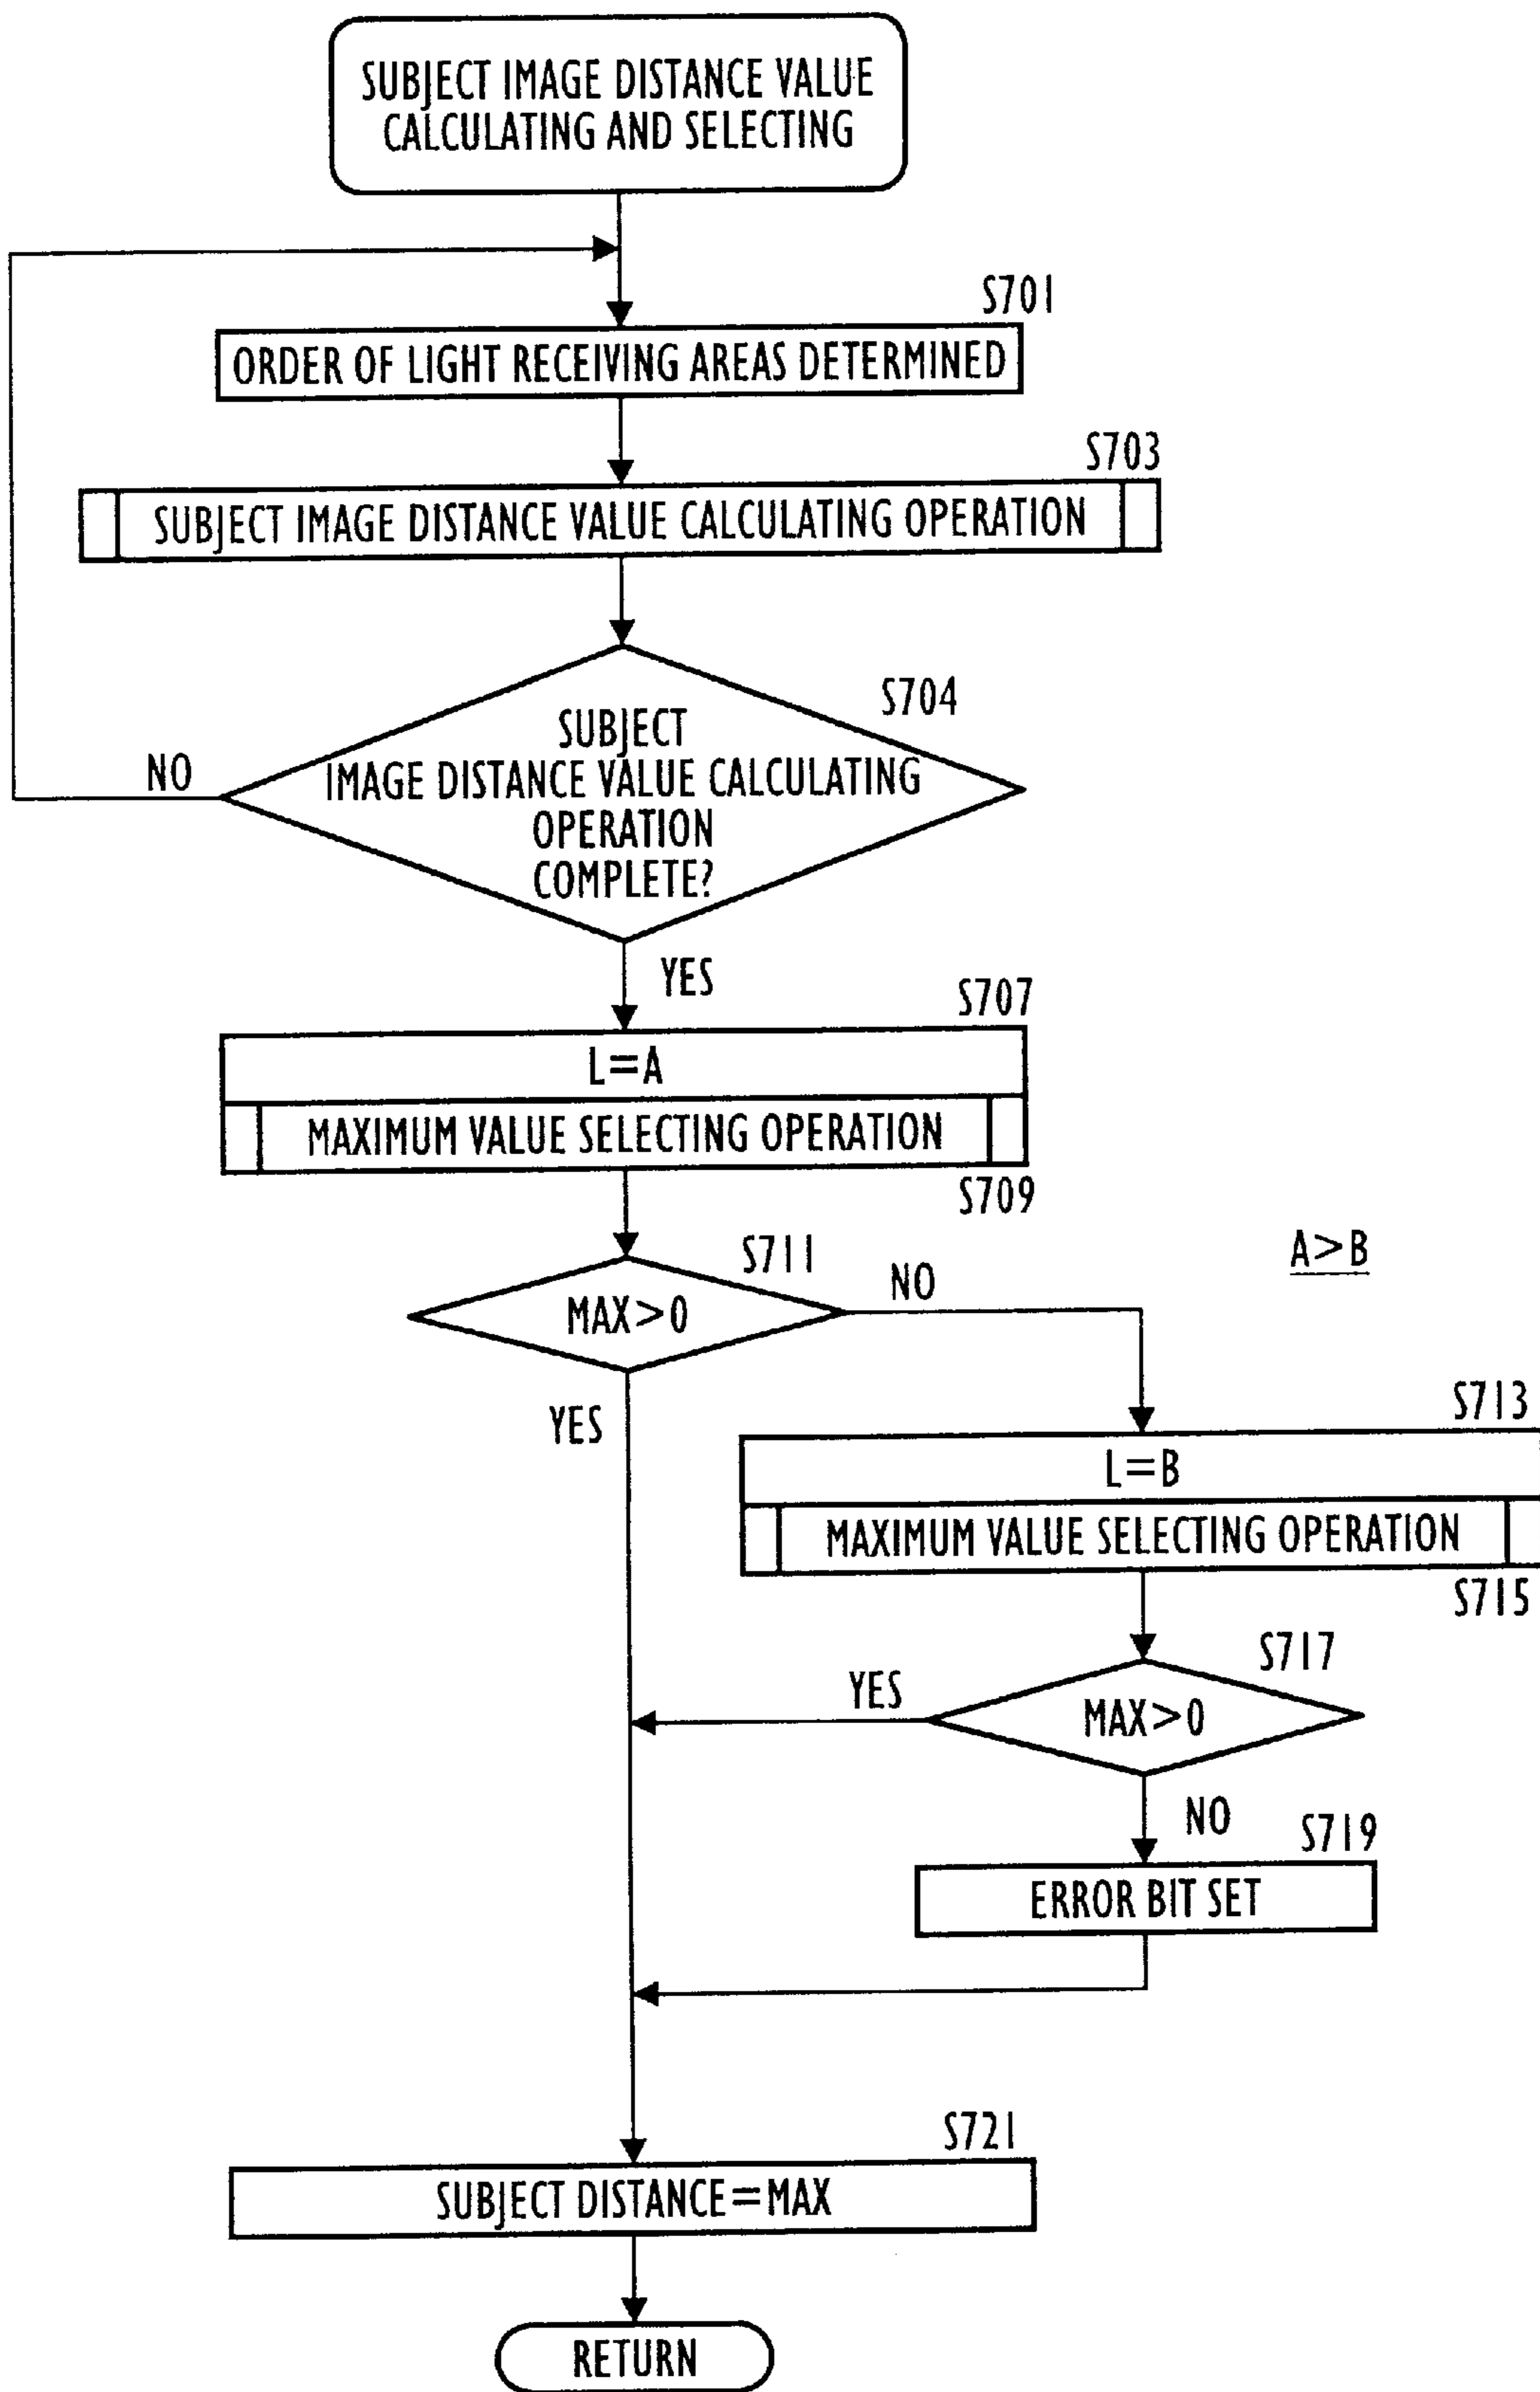 SUBJECT IMAGE DISTANCE VALUE
CALCULATING AND SELECTING
S701
ORDER OF LIGHT RECEIVING AREAS DETERMINED
S703
SUBJECT IMAGE DISTANCE VALUE CALCULATING OPERATION
S704
SUBJECT
IMAGE DISTANCE VALUE CALCULATING
OPERATION
COMPLETE?
NO
YES
S707
L=A
MAXIMUM VALUE SELECTING OPERATION
S709
A>B
S711
MAX>0
NO
YES
S713
L=B
MAXIMUM VALUE SELECTING OPERATION
S715
S717
MAX>0
YES
NO
S719
ERROR BIT SET
S721
SUBJECT DISTANCE=MAX
RETURN